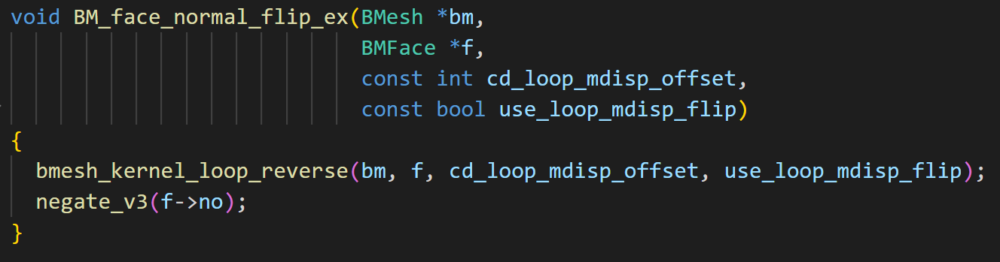 void BM_face_normal_flip_ex(BMesh *bm,
                            BMFace *f,
                            const int cd_loop_mdisp_offset,
                            const bool use_loop_mdisp_flip)
{
  bmesh_kernel_loop_reverse(bm, f, cd_loop_mdisp_offset, use_loop_mdisp_flip);
  negate_v3(f->no);
}